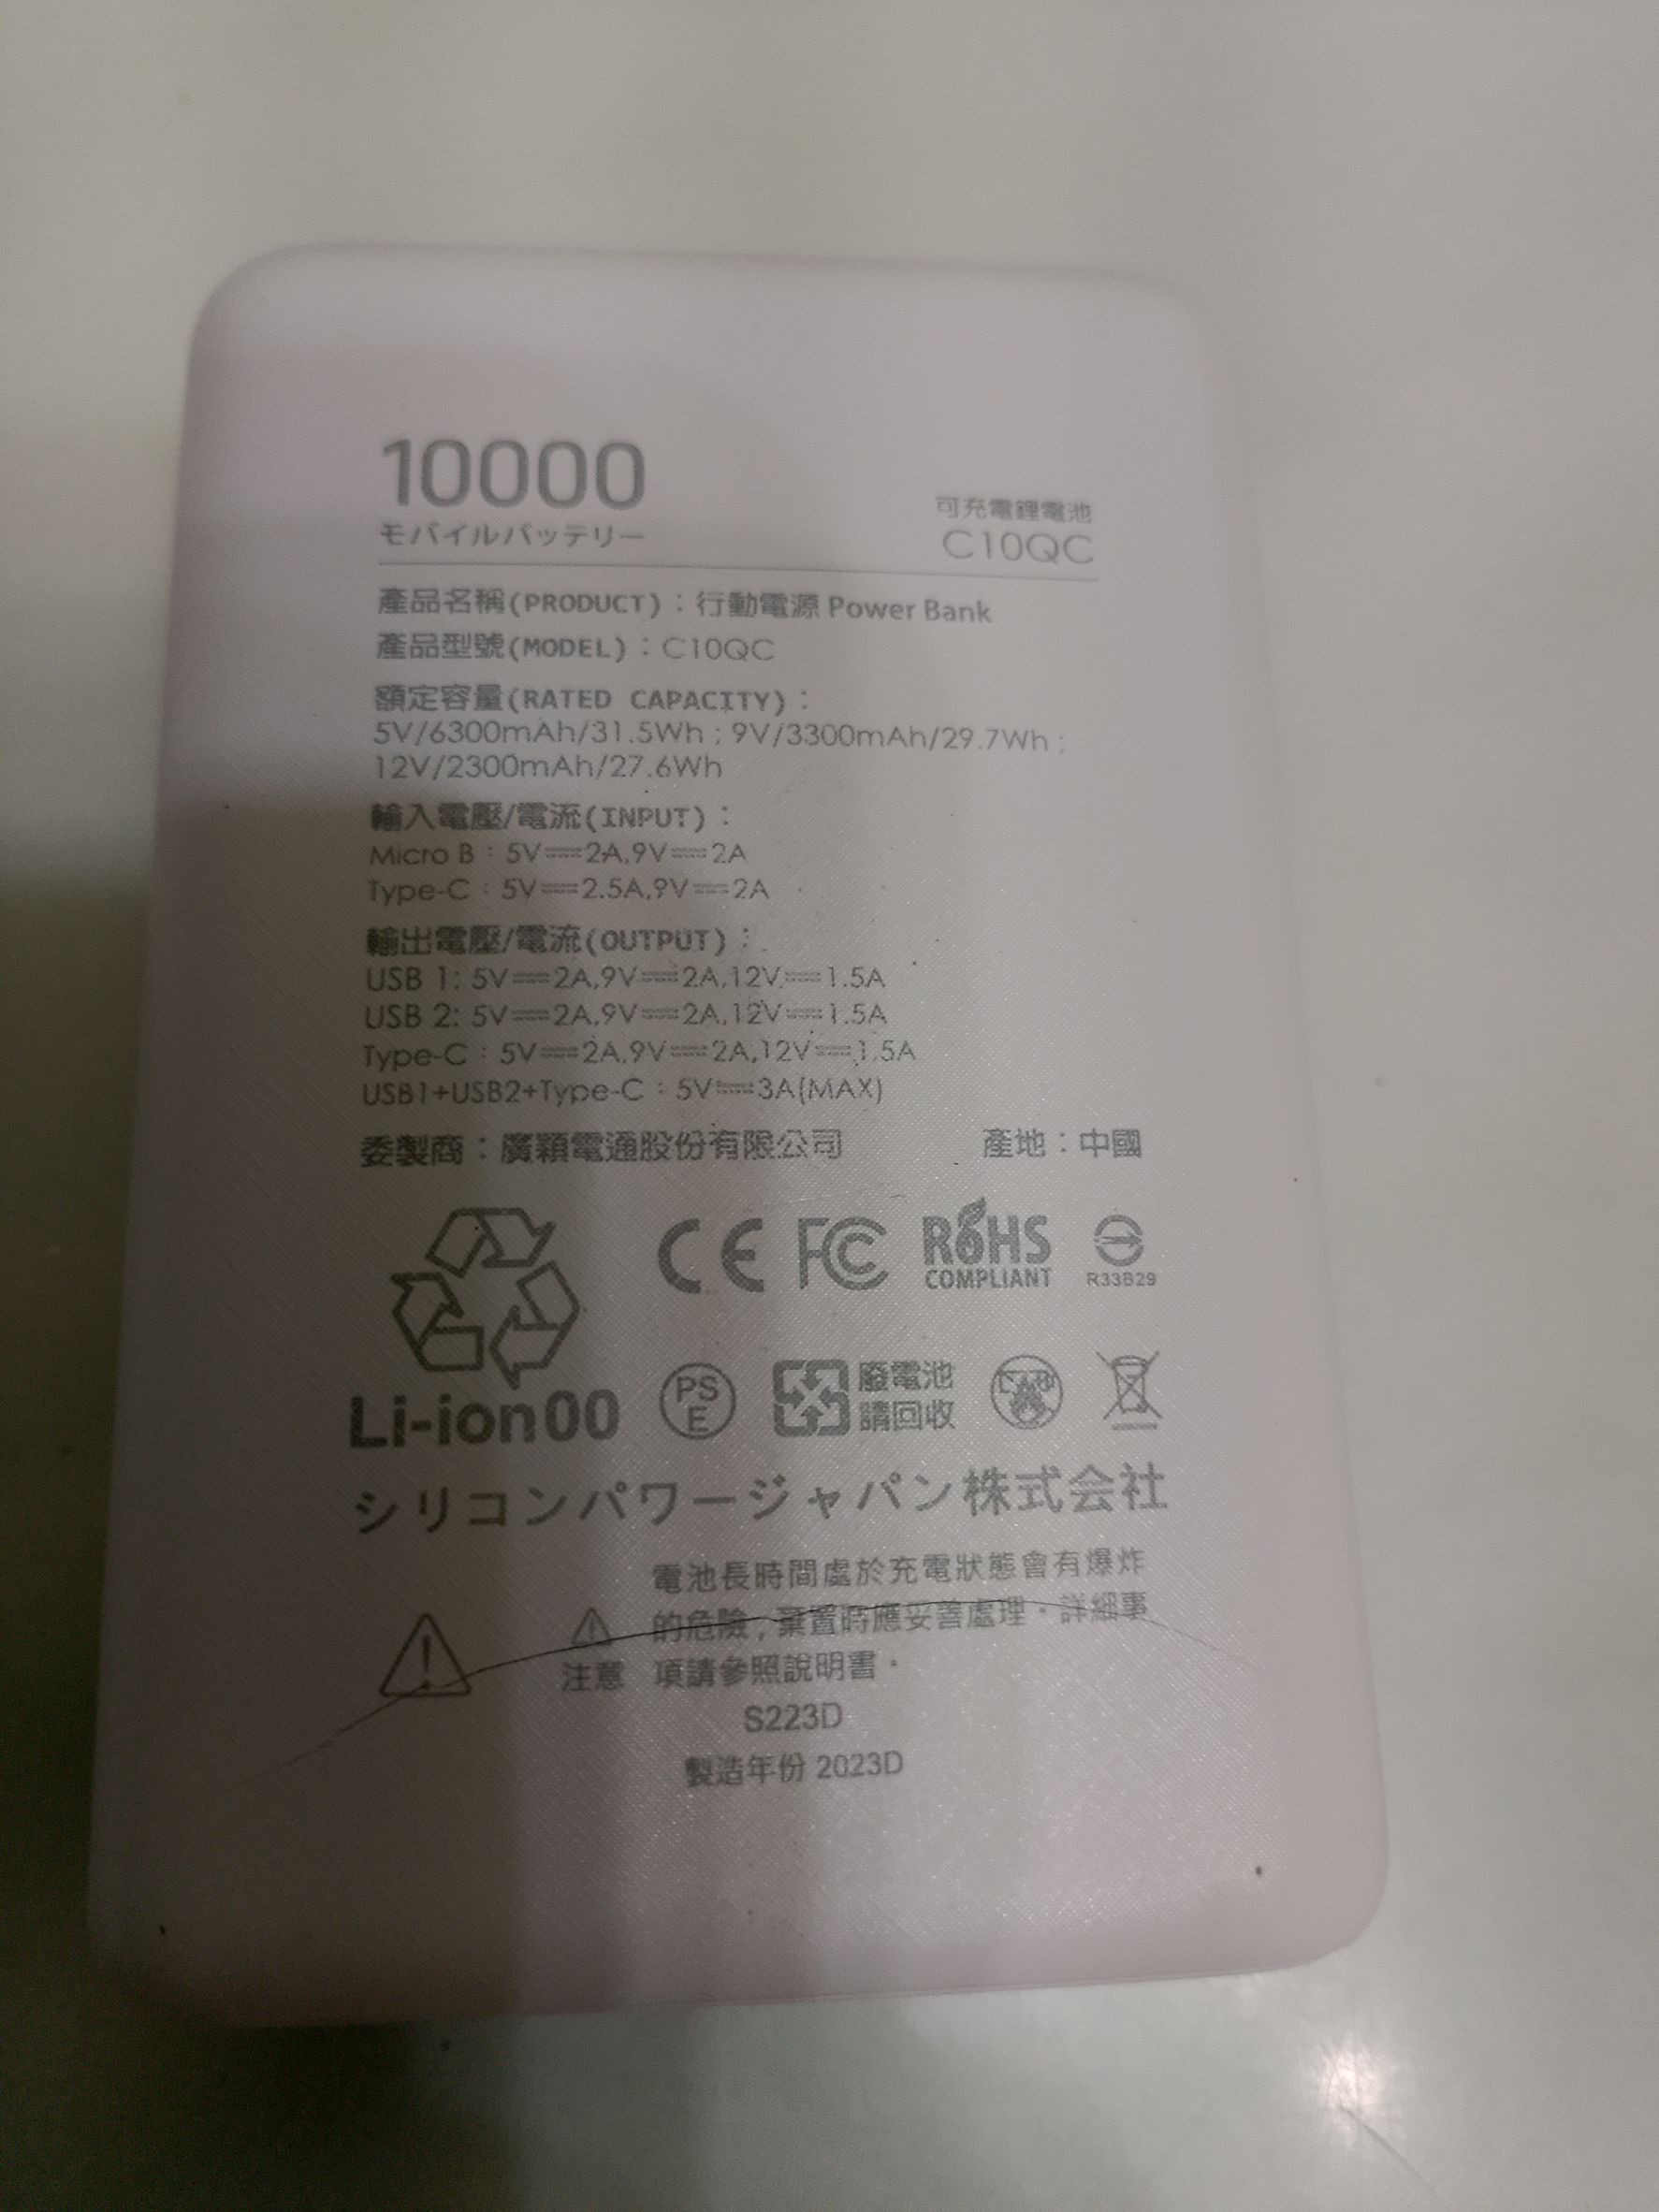 10000
モバイルバッテリー
可充電鋰電池
C10QC
產品名稱(PRODUCT)：行動電源 Power Bank
產品型號(MODEL)：C10QC
額定容量(RATED CAPACITY)：
5V/6300mAh/31.5Wh；9V/3300mAh/29.7Wh；
12V/2300mAh/27.6Wh
輸入電壓/電流(INPUT)：
Micro B：5V⎓2A,9V⎓2A
Type-C：5V⎓2.5A,9V⎓2A
輸出電壓/電流(OUTPUT)：
USB 1: 5V⎓2A,9V⎓2A,12V⎓1.5A
USB 2: 5V⎓2A,9V⎓2A,12V⎓1.5A
Type-C：5V⎓2A,9V⎓2A,12V⎓1.5A
USB1+USB2+Type-C：5V⎓3A(MAX)
委製商：廣穎電通股份有限公司 產地：中國
CE FC RoHS
COMPLIANT R33B29
Li-ion00
PS
E
廢電池
請回收
シリコンパワージャパン株式会社
電池長時間處於充電狀態會有爆炸
的危險，棄置時應妥善處理。詳細事
注意 項請參照說明書。
S223D
製造年份 2023D